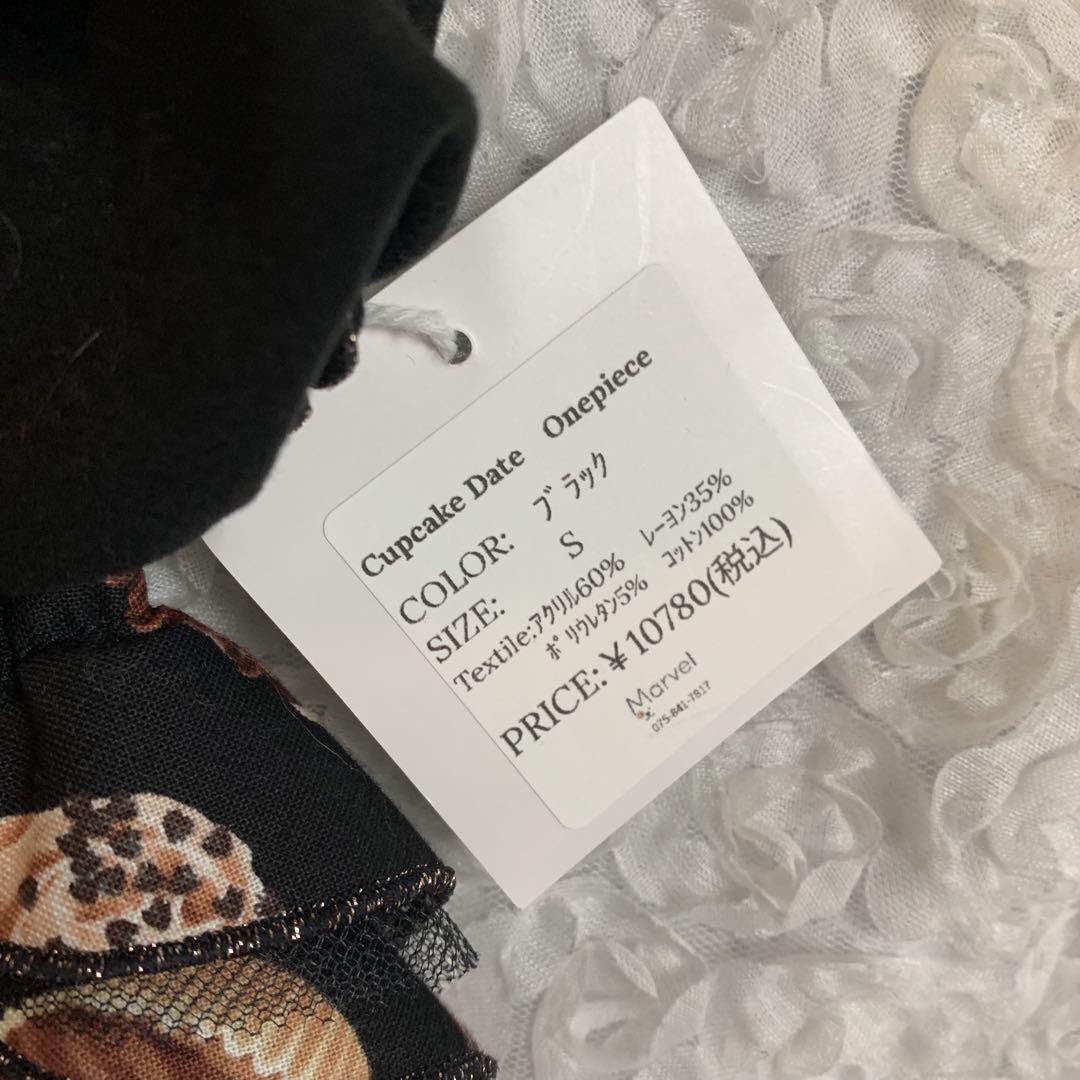 Cupcake Date Onepiece
COLOR: ﾌﾞﾗｯｸ
SIZE: S
Textile:ｱｸﾘﾙ60% ﾚｰﾖﾝ35%
ﾎﾟﾘｳﾚﾀﾝ5% ｺｯﾄﾝ100%
PRICE:￥10780(税込)
Marvel
075-841-7817